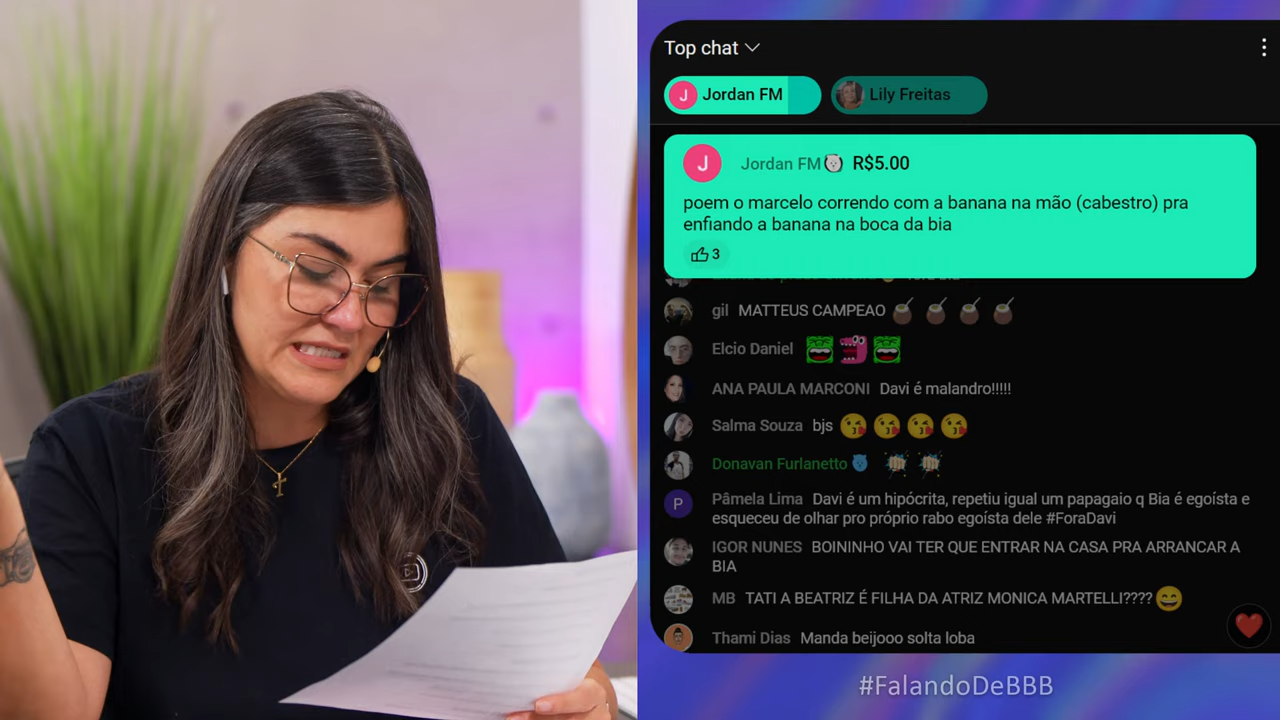 Top chat
Jordan FM
Lily Freitas
J
J
Jordan FM R$5.00
poem o marcelo correndo com a banana na mão (cabestro) pra
enfiando a banana na boca da bia
3
gil MATTEUS CAMPEAO
Elcio Daniel
ANA PAULA MARCONI Davi é malandro!!!!!
Salma Souza bjs
Donavan Furlanetto
P
Pâmela Lima Davi é um hipócrita, repetiu igual um papagaio q Bia é egoísta e
esqueceu de olhar pro próprio rabo egoísta dele #ForaDavi
IGOR NUNES BOININHO VAI TER QUE ENTRAR NA CASA PRA ARRANCAR A
BIA
MB TATI A BEATRIZ É FILHA DA ATRIZ MONICA MARTELLI????
Thami Dias Manda beijooo solta loba
#FalandoDeBBB